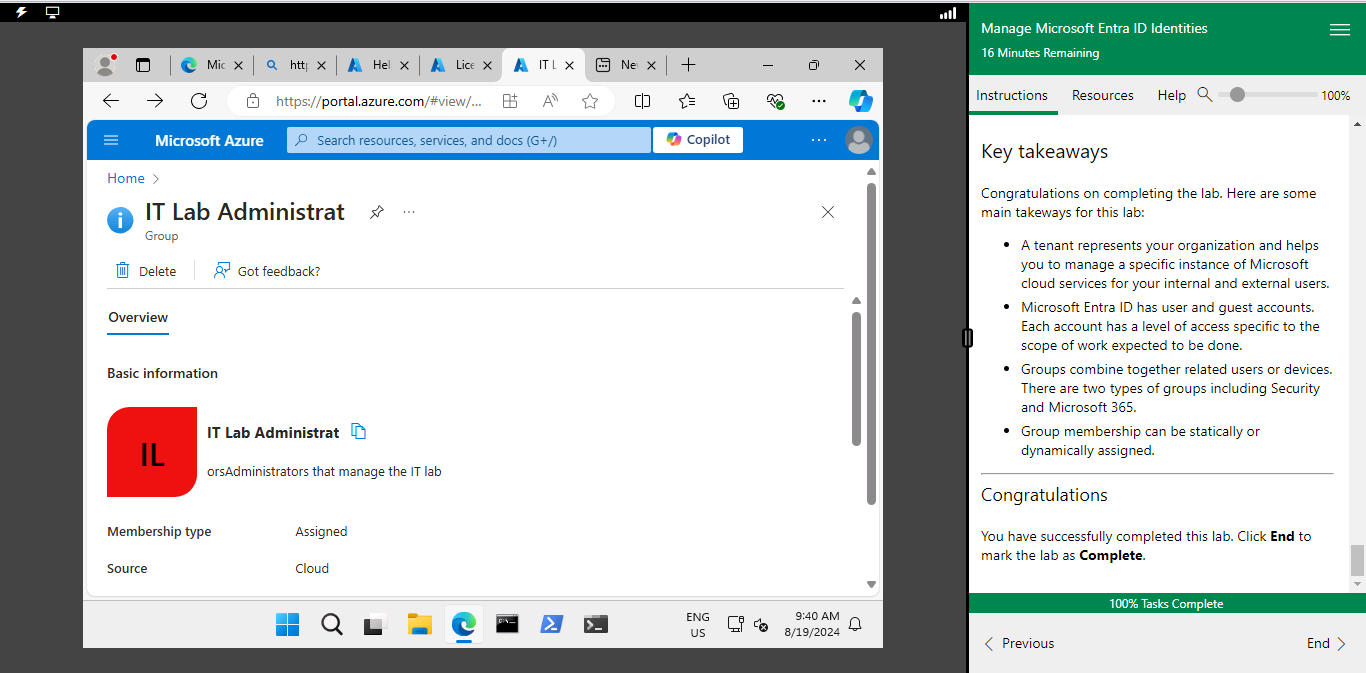 Mic
http
Hel
Lice
IT L
Ne
https://portal.azure.com/#view/...
Microsoft Azure
Search resources, services, and docs (G+/)
Copilot
Home
IT Lab Administrat
Group
Delete
Got feedback?
Overview
Basic information
IL
IT Lab Administrat
orsAdministrators that manage the IT lab
Membership type
Assigned
Source
Cloud
ENG
US
9:40 AM
8/19/2024
Manage Microsoft Entra ID Identities
16 Minutes Remaining
Instructions
Resources
Help
100%
Key takeaways
Congratulations on completing the lab. Here are some
main takeways for this lab:
• A tenant represents your organization and helps
you to manage a specific instance of Microsoft
cloud services for your internal and external users.
• Microsoft Entra ID has user and guest accounts.
Each account has a level of access specific to the
scope of work expected to be done.
• Groups combine together related users or devices.
There are two types of groups including Security
and Microsoft 365.
• Group membership can be statically or
dynamically assigned.
Congratulations
You have successfully completed this lab. Click End to
mark the lab as Complete.
100% Tasks Complete
Previous
End